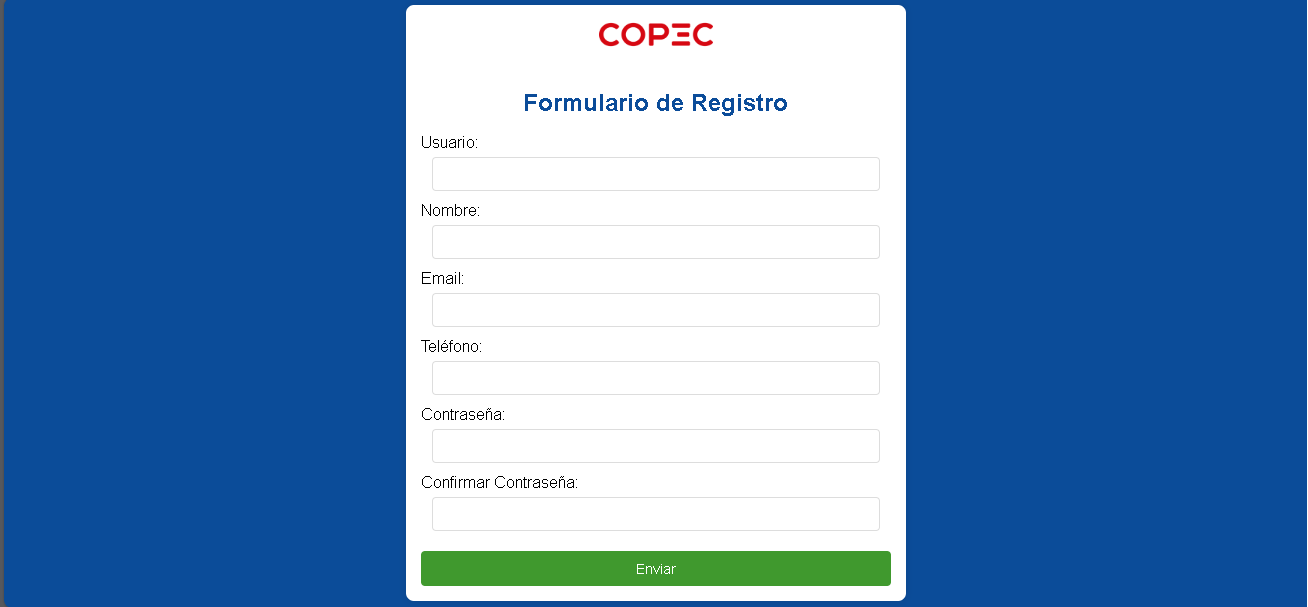 COPEC
Formulario de Registro
Usuario:
Nombre:
Email:
Teléfono:
Contraseña:
Confirmar Contraseña:
Enviar